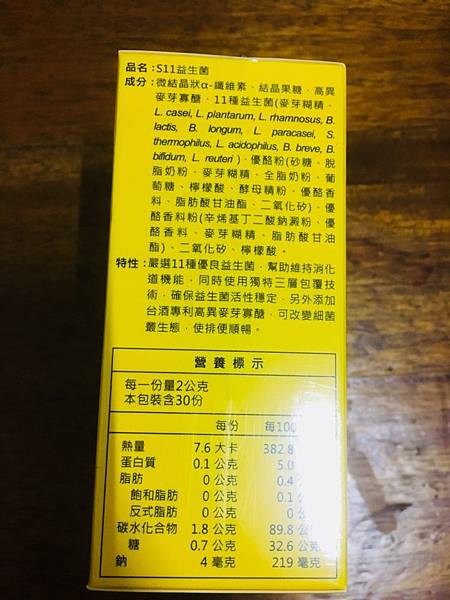 品名：S11益生菌
成分：微結晶狀α-纖維素、結晶果糖、高異
麥芽寡醣、11種益生菌(麥芽糊精、
L. casei, L. plantarum, L. rhamnosus, B.
lactis, B. longum, L. paracasei, S.
thermophilus, L. acidophilus, B. breve, B.
bifidum, L. reuteri )、優酪粉(砂糖、脫
脂奶粉、麥芽糊精、全脂奶粉、葡
萄糖、檸檬酸、酵母精粉、優酪香
料、脂肪酸甘油酯、二氧化矽)、優
酪香料粉(辛烯基丁二酸鈉澱粉、優
酪香料、麥芽糊精、脂肪酸甘油
酯)、二氧化矽、檸檬酸。
特性：嚴選11種優良益生菌，幫助維持消化
道機能，同時使用獨特三層包覆技
術，確保益生菌活性穩定，另外添加
台酒專利高異麥芽寡醣，可改變細菌
叢生態，使排便順暢。
營養標示
每一份量2公克
本包裝含30份
每份 每100
熱量 7.6 大卡 382.8
蛋白質 0.1 公克 5.0
脂肪 0 公克 0.4
飽和脂肪 0 公克 0.1
反式脂肪 0 公克 0
碳水化合物 1.8 公克 89.8 公
糖 0.7 公克 32.6 公
鈉 4 毫克 219 毫克